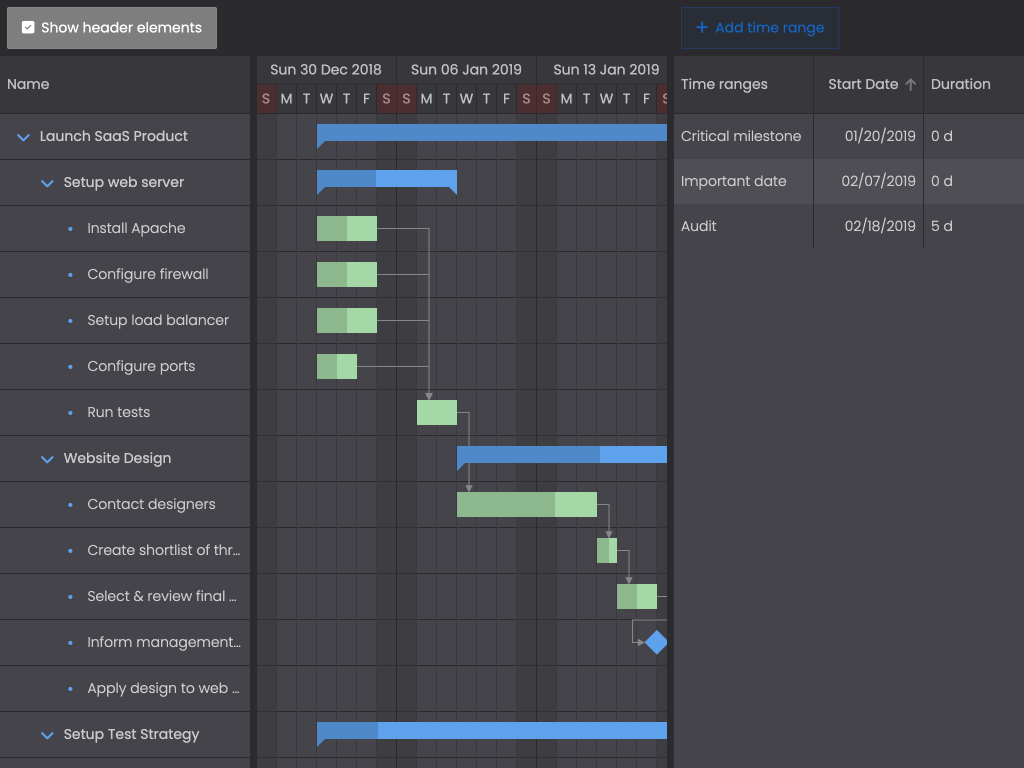 Show header elements
+ Add time range
Name
Sun 30 Dec 2018 Sun 06 Jan 2019 Sun 13 Jan 2019
S M T W T F S S M T W T F S S M T W T F S
Time ranges Start Date Duration
Launch SaaS Product
Setup web server
Install Apache
Configure firewall
Setup load balancer
Configure ports
Run tests
Website Design
Contact designers
Create shortlist of thr...
Select & review final ...
Inform management...
Apply design to web ...
Setup Test Strategy
Critical milestone 01/20/2019 0 d
Important date 02/07/2019 0 d
Audit 02/18/2019 5 d